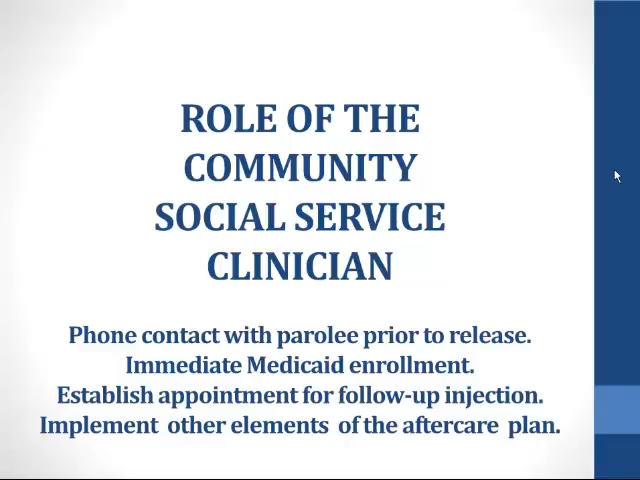 ROLE OF THE
COMMUNITY
SOCIAL SERVICE
CLINICIAN
Phone contact with parolee prior to release.
Immediate Medicaid enrollment.
Establish appointment for follow-up injection.
Implement other elements of the aftercare plan.